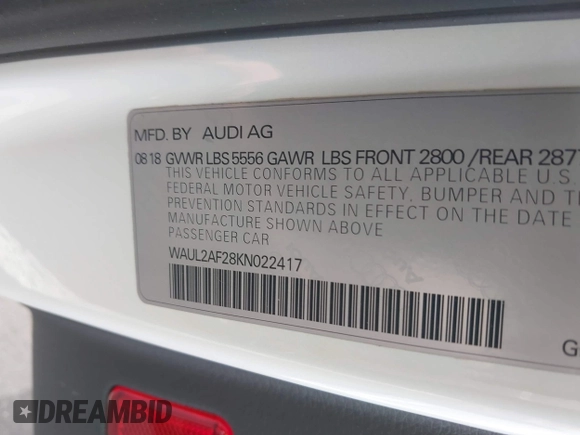 MFD. BY AUDI AG
08 18 GVWR LBS 5556 GAWR LBS FRONT 2800 /REAR 287
THIS VEHICLE CONFORMS TO ALL APPLICABLE U.S.
FEDERAL MOTOR VEHICLE SAFETY, BUMPER AND
PREVENTION STANDARDS IN EFFECT ON THE DATE
MANUFACTURE SHOWN ABOVE
PASSENGER CAR
WAUL2AF28KN022417
G
DREAMBID